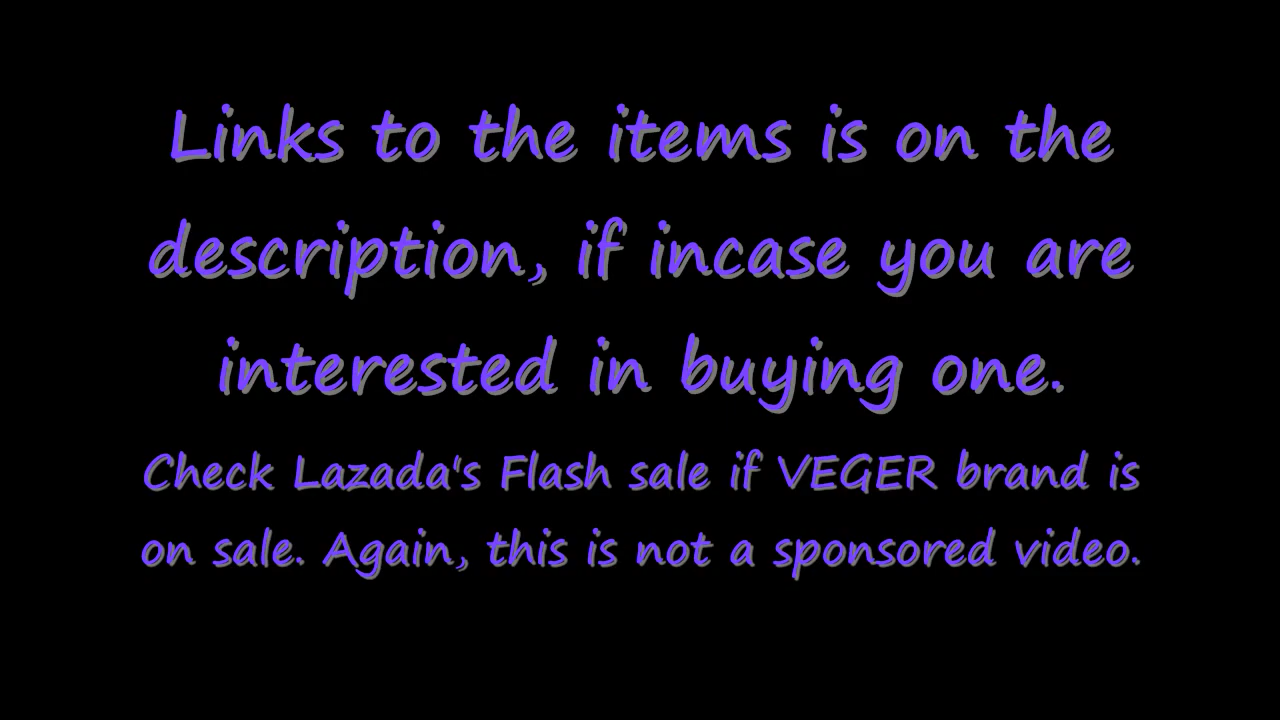 Links to the items is on the
description, if incase you are
interested in buying one.
Check Lazada's Flash sale if VEGER brand is
on sale. Again, this is not a sponsored video.